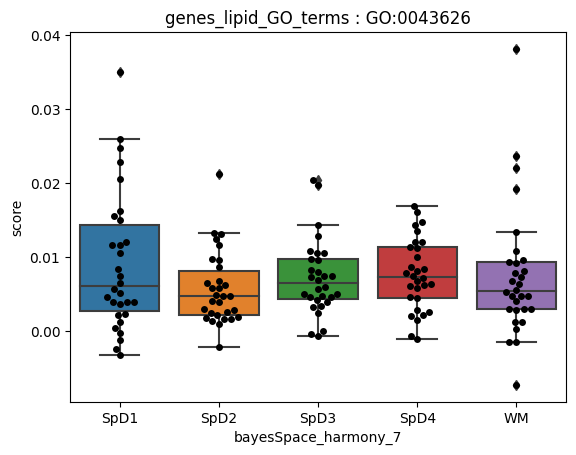 genes_lipid_GO_terms : GO:0043626
0.04
0.03
0.02
0.01
0.00
score
SpD1 SpD2 SpD3 SpD4 WM
bayesSpace_harmony_7